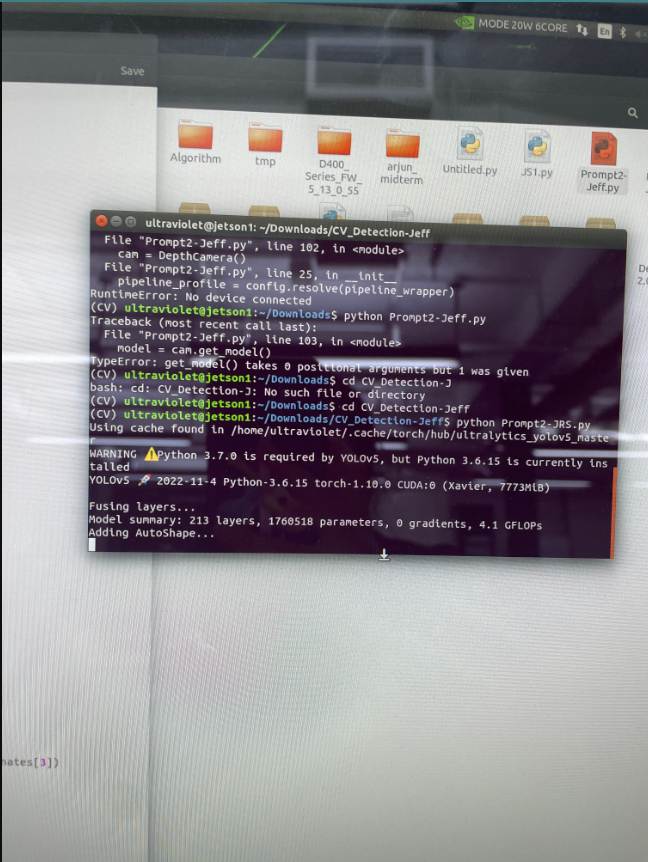 MODE 20W 6CORE
En
Save
Algorithm
tmp
D400_
Series_FW_
5_13_0_55
arjun_
midterm
Untitled.py
JS1.py
Prompt2-
Jeff.py
ultraviolet@jetson1: ~/Downloads/CV_Detection-Jeff
File "Prompt2-Jeff.py", line 102, in <module>
cam = DepthCamera()
File "Prompt2-Jeff.py", line 25, in __init__
pipeline_profile = config.resolve(pipeline_wrapper)
RuntimeError: No device connected
(CV) ultraviolet@jetson1:~/Downloads$ python Prompt2-Jeff.py
Traceback (most recent call last):
File "Prompt2-Jeff.py", line 103, in <module>
model = cam.get_model()
TypeError: get_model() takes 0 positional arguments but 1 was given
(CV) ultraviolet@jetson1:~/Downloads$ cd CV_Detection-J
bash: cd: CV_Detection-J: No such file or directory
(CV) ultraviolet@jetson1:~/Downloads$ cd CV_Detection-Jeff
(CV) ultraviolet@jetson1:~/Downloads/CV_Detection-Jeff$ python Prompt2-JRS.py
Using cache found in /home/ultraviolet/.cache/torch/hub/ultralytics_yolov5_maste
r
WARNING ⚠️Python 3.7.0 is required by YOLOv5, but Python 3.6.15 is currently ins
talled
YOLOv5 🚀 2022-11-4 Python-3.6.15 torch-1.10.0 CUDA:0 (Xavier, 7773MiB)
Fusing layers...
Model summary: 213 layers, 1760518 parameters, 0 gradients, 4.1 GFLOPs
Adding AutoShape...
nates[3])